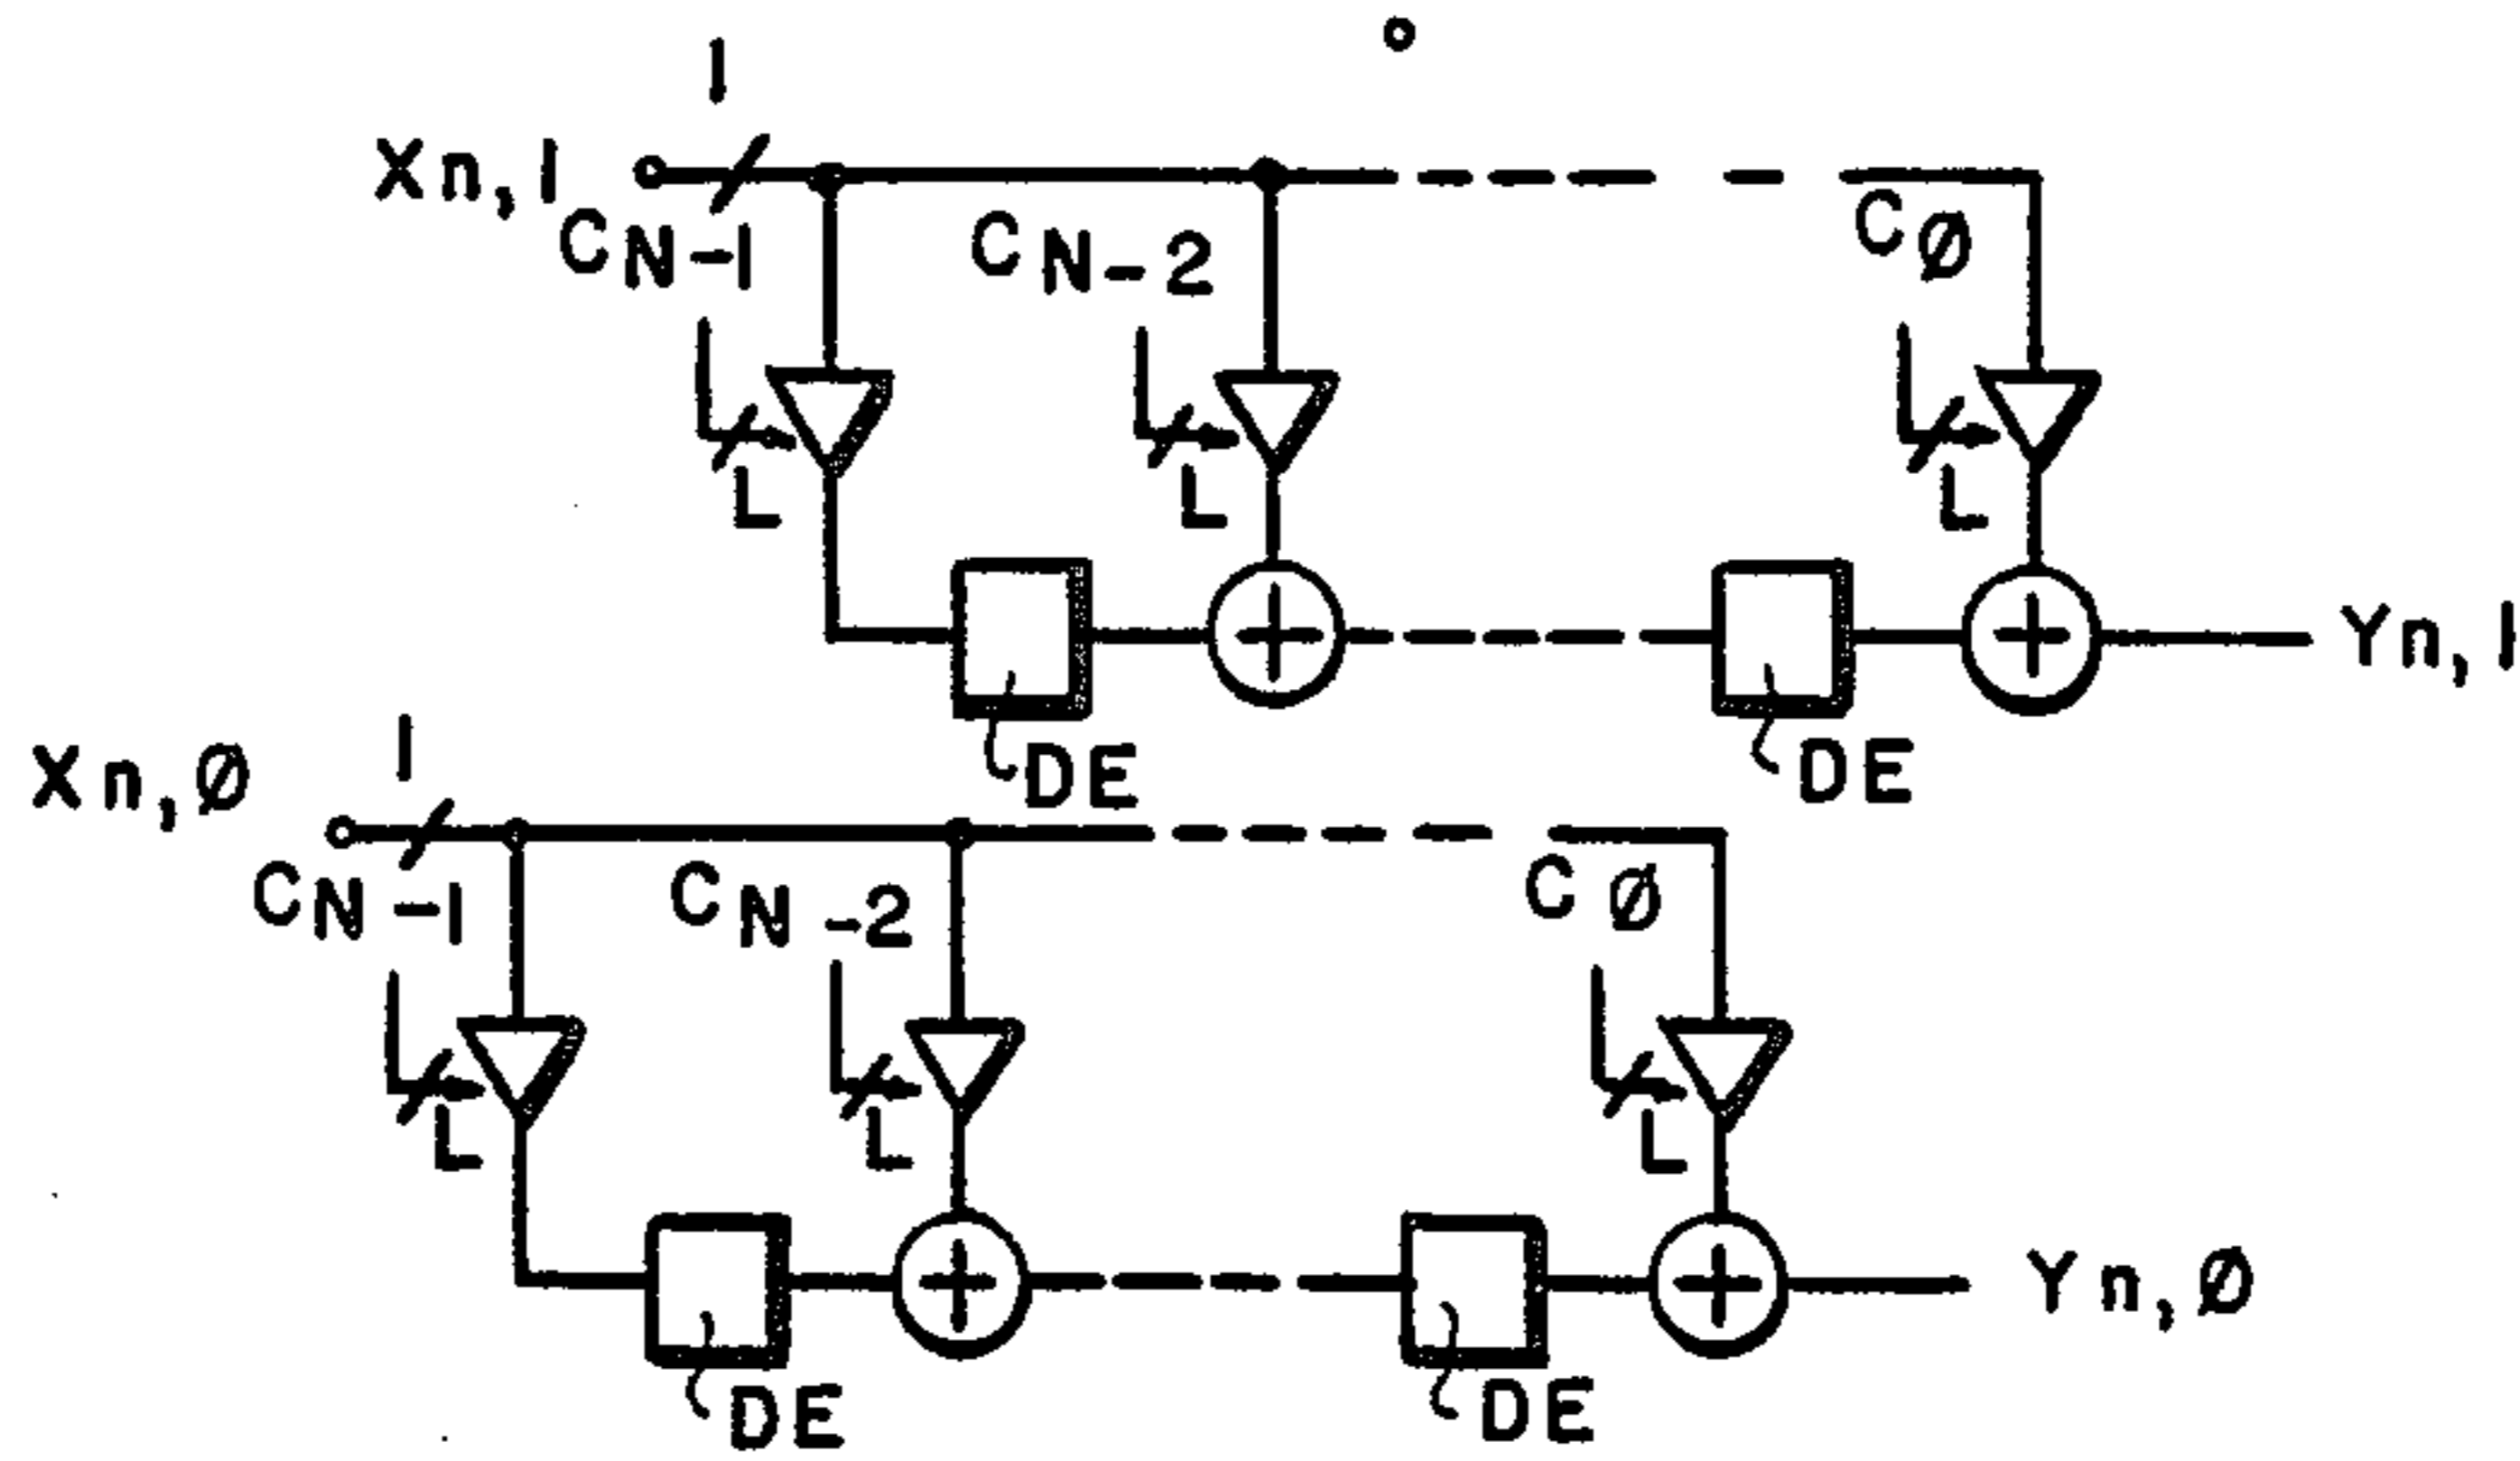 1
Xn,1
CN-1 CN-2 CØ
L L L
Yn,1
DE DE
1
Xn,Ø
CN-1 CN-2 CØ
L L L
Yn,Ø
DE DE